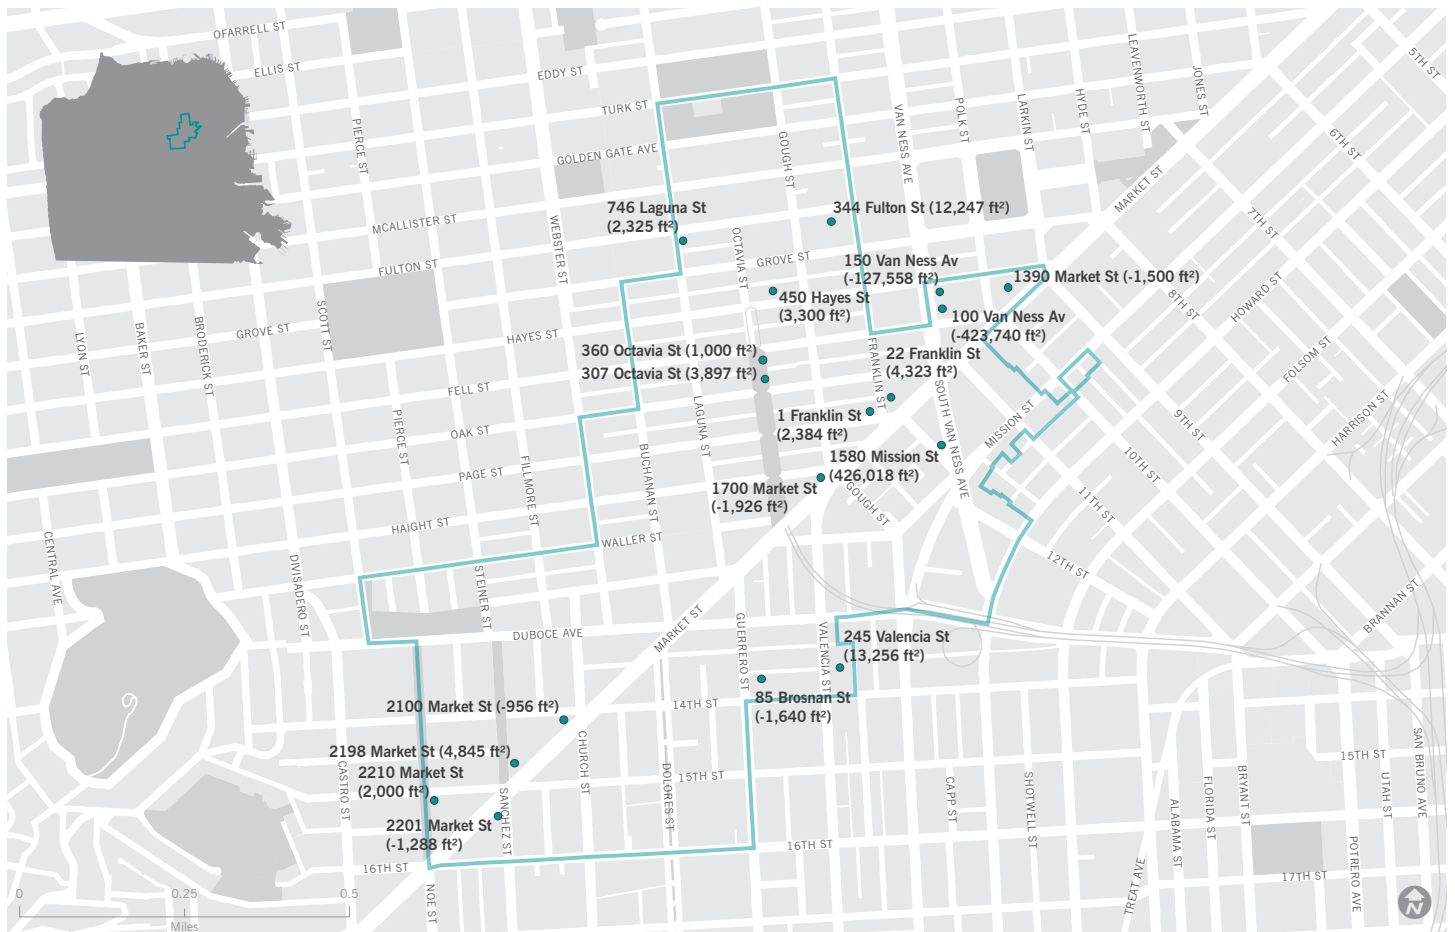 OFARRELL ST
ELLIS ST
EDDY ST
TURK ST
GOLDEN GATE AVE
MCALLISTER ST
FULTON ST
GROVE ST
HAYES ST
FELL ST
OAK ST
PAGE ST
HAIGHT ST
WALLER ST
DUBOCE AVE
PIERCE ST
WEBSTER ST
GOUGH ST
VAN NESS AVE
POLK ST
LARKIN ST
HYDE ST
LEAVENWORTH ST
JONES ST
MARKET ST
5TH ST
6TH ST
7TH ST
8TH ST
9TH ST
10TH ST
11TH ST
12TH ST
HOWARD ST
FOLSOM ST
HARRISON ST
BRANNAN ST
MISSION ST
SOUTH VAN NESS AVE
FRANKLIN ST
GOUGH ST
OCTAVIA ST
GROVE ST
LAGUNA ST
BUCHANAN ST
FILLMORE ST
PIERCE ST
SCOTT ST
BRODERICK ST
BAKER ST
LYON ST
CENTRAL AVE
DIVISADERO ST
STEINER ST
MARKET ST
GUERRERO ST
VALENCIA ST
14TH ST
15TH ST
16TH ST
16TH ST
CASTRO ST
NOE ST
SANCHEZ ST
CHURCH ST
DOLORES ST
CAPP ST
SHOTWELL ST
TREAT AVE
ALABAMA ST
FLORIDA ST
BRYANT ST
POTRERO AVE
UTAH ST
SAN BRUNO AVE
15TH ST
17TH ST
746 Laguna St
(2,325 ft²)
344 Fulton St (12,247 ft²)
150 Van Ness Av
(-127,558 ft²)
1390 Market St (-1,500 ft²)
450 Hayes St
(3,300 ft²)
100 Van Ness Av
(-423,740 ft²)
360 Octavia St (1,000 ft²)
307 Octavia St (3,897 ft²)
22 Franklin St
(4,323 ft²)
1 Franklin St
(2,384 ft²)
1580 Mission St
(426,018 ft²)
1700 Market St
(-1,926 ft²)
245 Valencia St
(13,256 ft²)
85 Brosnan St
(-1,640 ft²)
2100 Market St (-956 ft²)
2198 Market St (4,845 ft²)
2210 Market St
(2,000 ft²)
2201 Market St
(-1,288 ft²)
0 0.25 0.5
Miles
N